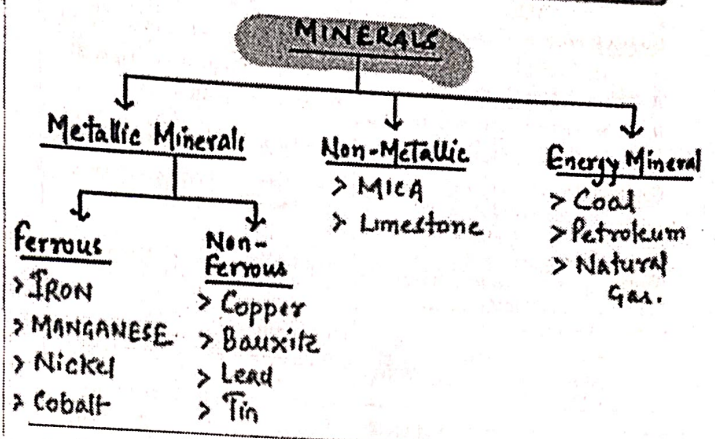 MINERALS
Metallic Minerals
Ferrous
> IRON
> MANGANESE
> Nickel
> Cobalt
Non-
Ferrous
> Copper
> Bauxite
> Lead
> Tin
Non-Metallic
> MICA
> Limestone
Energy Mineral
> Coal
> Petroleum
> Natural
Gas.